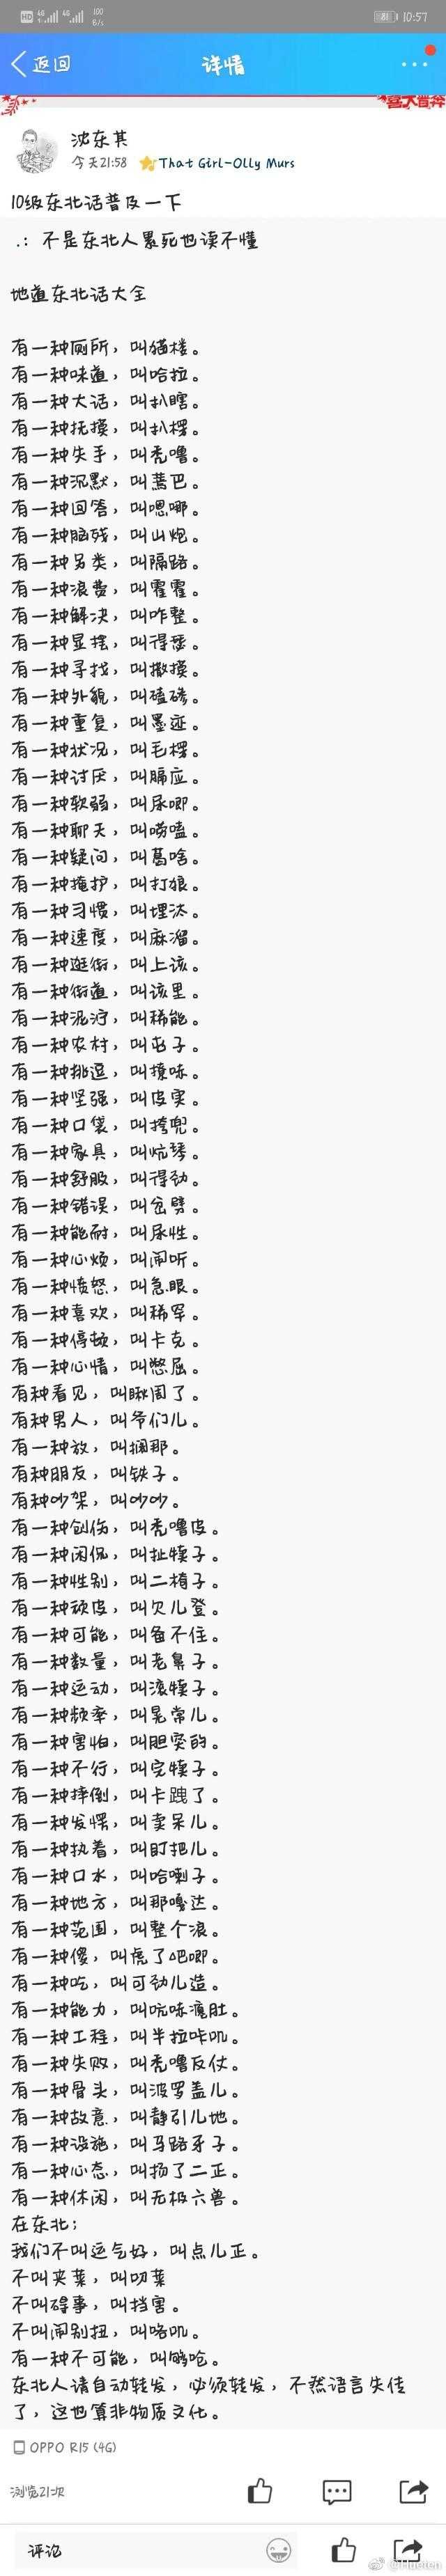 HD 4G 4G 100 B/s 81 10:57
返回 详情
喜大普奔
沈东其
今天21:58 That Girl-Olly Murs
10级东北话普及一下
.：不是东北人累死也读不懂
地道东北话大全
有一种厕所，叫猫楼。
有一种味道，叫哈拉。
有一种大话，叫扒瞎。
有一种抚摸，叫扒楞。
有一种失手，叫秃噜。
有一种沉默，叫蔫巴。
有一种回答，叫嗯哪。
有一种脑残，叫山炮。
有一种另类，叫隔路。
有一种浪费，叫霍霍。
有一种解决，叫咋整。
有一种显摆，叫得瑟。
有一种寻找，叫撒摸。
有一种外貌，叫磕碜。
有一种重复，叫墨迹。
有一种状况，叫毛楞。
有一种讨厌，叫膈应。
有一种软弱，叫尿唧。
有一种聊天，叫唠嗑。
有一种疑问，叫葛啥。
有一种掩护，叫打狼。
有一种习惯，叫埋汰。
有一种速度，叫麻溜。
有一种逛街，叫上该。
有一种街道，叫该里。
有一种泥泞，叫稀能。
有一种农村，叫屯子。
有一种挑逗，叫撩哧。
有一种坚强，叫皮实。
有一种口袋，叫挎兜。
有一种家具，叫炕琴。
有一种舒服，叫得劲。
有一种错误，叫岔劈。
有一种能耐，叫尿性。
有一种心烦，叫闹听。
有一种愤怒，叫急眼。
有一种喜欢，叫稀罕。
有一种停顿，叫卡克。
有一种心情，叫憋屈。
有种看见，叫瞅周了。
有种男人，叫爷们儿。
有一种放，叫搁那。
有种朋友，叫铁子。
有种吵架，叫吵吵。
有一种创伤，叫秃噜皮。
有一种闲侃，叫扯犊子。
有一种性别，叫二椅子。
有一种顽皮，叫欠儿登。
有一种可能，叫备不住。
有一种数量，叫老鼻子。
有一种运动，叫滚犊子。
有一种频率，叫晃常儿。
有一种害怕，叫胆突的。
有一种不行，叫完犊子。
有一种摔倒，叫卡跩了。
有一种发愣，叫卖呆儿。
有一种执着，叫盯把儿。
有一种口水，叫哈喇子。
有一种地方，叫那嘎达。
有一种范围，叫整个浪。
有一种傻，叫虎了吧唧。
有一种吃，叫可劲儿造。
有一种能力，叫吭哧瘪肚。
有一种工程，叫半拉咔叽。
有一种失败，叫秃噜反仗。
有一种骨头，叫波罗盖儿。
有一种故意，叫静引儿地。
有一种设施，叫马路牙子。
有一种心态，叫扬了二正。
有一种休闲，叫无极六兽。
在东北；
我们不叫运气好，叫点儿正。
不叫夹菜，叫叨菜
不叫碍事，叫挡害。
不叫闹别扭，叫咯叽。
有一种不可能，叫够呛。
东北人请自动转发，必须转发，不然语言失传
了，这也算非物质文化。
OPPO R15 (4G)
浏览21次
评论